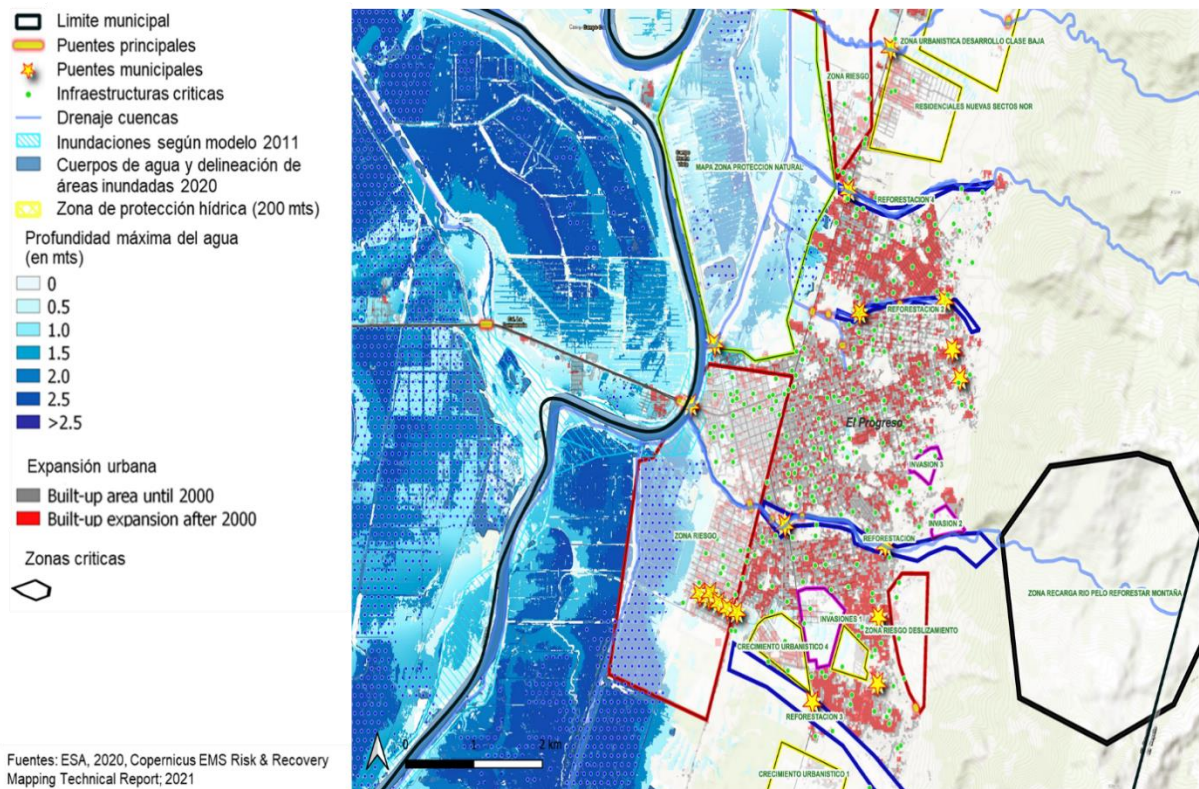 Limite municipal
Puentes principales
Puentes municipales
Infraestructuras criticas
Drenaje cuencas
Inundaciones según modelo 2011
Cuerpos de agua y delineación de
áreas inundadas 2020
Zona de protección hídrica (200 mts)
Profundidad máxima del agua
(en mts)
0
0.5
1.0
1.5
2.0
2.5
>2.5
Expansión urbana
Built-up area until 2000
Built-up expansion after 2000
Zonas criticas
Fuentes: ESA, 2020, Copernicus EMS Risk & Recovery
Mapping Technical Report; 2021
ZONA URBANISTICA DESARROLLO CLASE BAJA
ZONA RIESGO
RESIDENCIALES NUEVAS SECTOS NOR
MAPA ZONA PROTECCION NATURAL
REFORESTACION 4
REFORESTACION 2
El Progreso
INVASION 3
INVASION 2
ZONA RIESGO
REFORESTACION
ZONA RECARGA RIO PELO REFORESTAR MONTAÑA
INVASIONES 1
ZONA RIESGO DESLIZAMIENTO
CRECIMIENTO URBANISTICO 4
REFORESTACION 3
CRECIMIENTO URBANISTICO 1
0 1 2 km